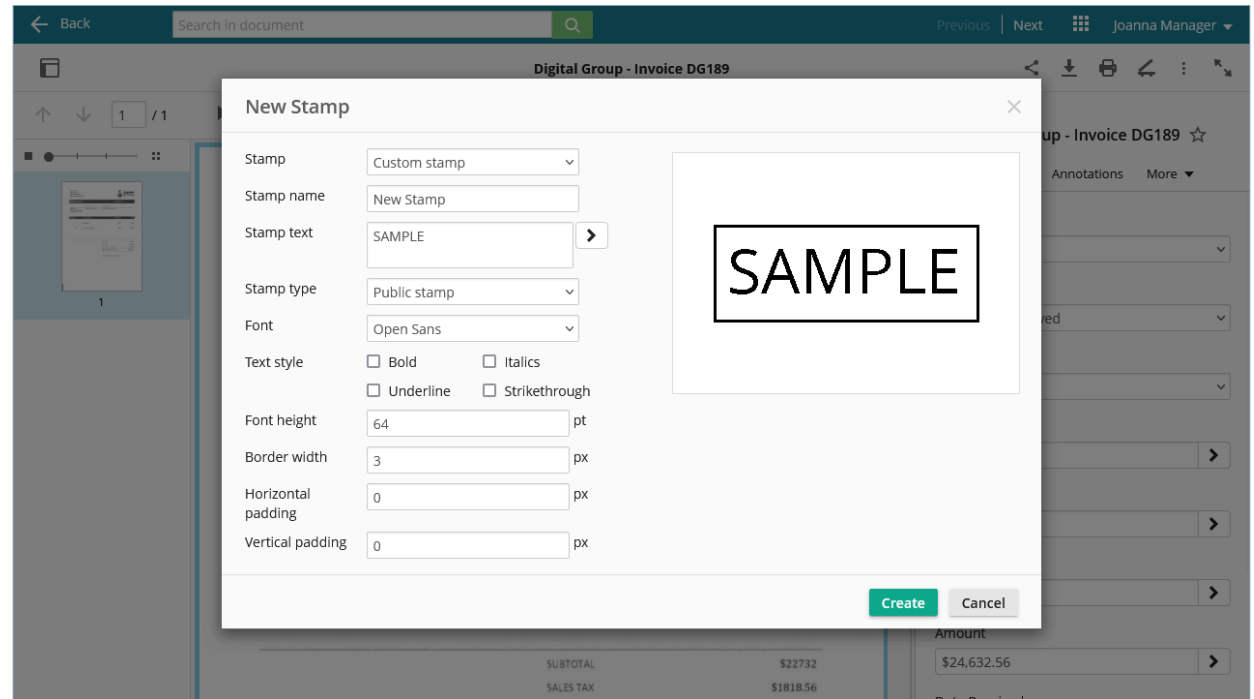 Back
Search in document
Previous
Next
Joanna Manager
Digital Group - Invoice DG189
1 / 1
1
New Stamp
Stamp
Custom stamp
Stamp name
New Stamp
Stamp text
SAMPLE
Stamp type
Public stamp
Font
Open Sans
Text style
Bold
Italics
Underline
Strikethrough
Font height
64
pt
Border width
3
px
Horizontal
padding
0
px
Vertical padding
0
px
SAMPLE
Create
Cancel
up - Invoice DG189
Annotations
More
ved
Amount
$24,632.56
SUBTOTAL
$22732
SALES TAX
$1818.56